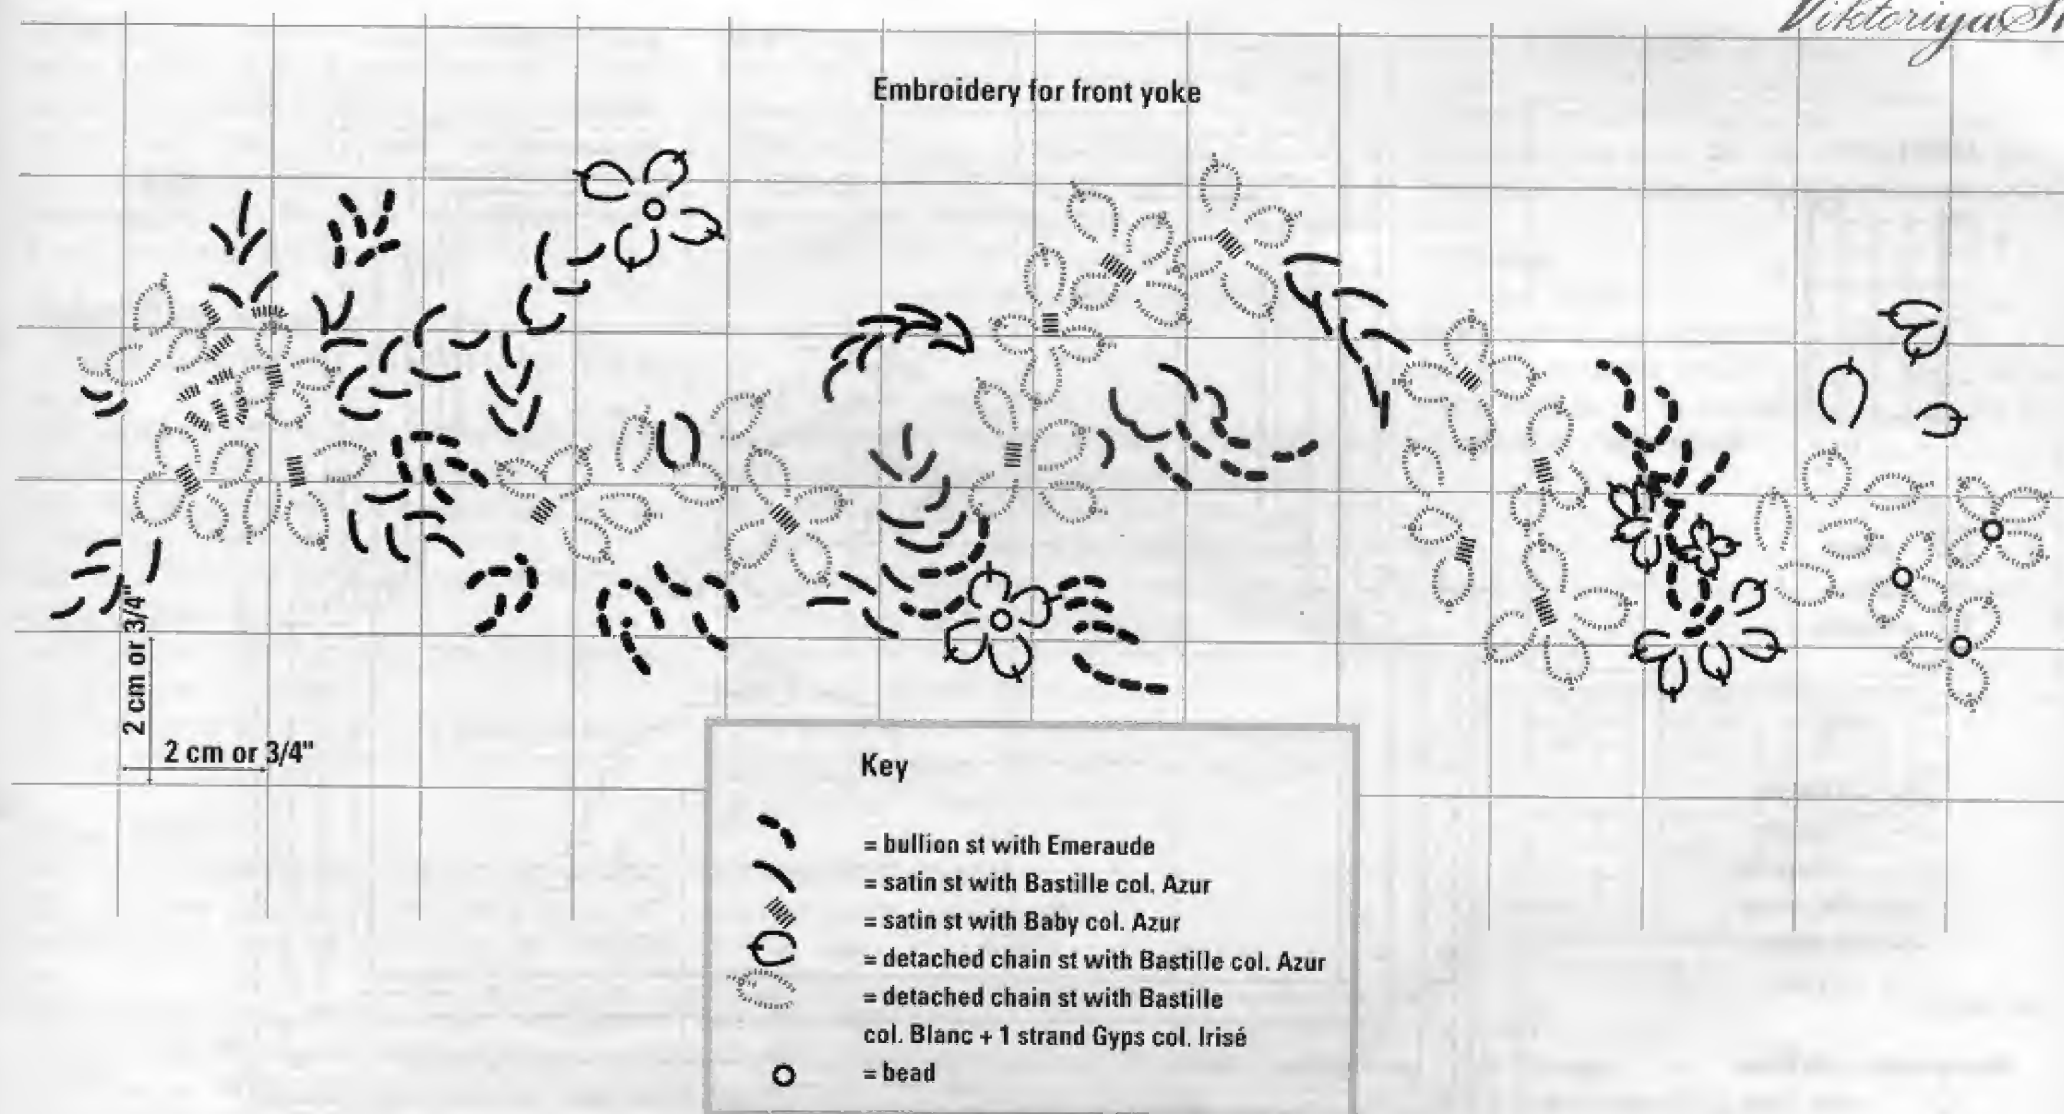 Viktoriya
Embroidery for front yoke
2 cm or 3/4"
2 cm or 3/4"
Key
= bullion st with Emeraude
= satin st with Bastille col. Azur
= satin st with Baby col. Azur
= detached chain st with Bastille col. Azur
= detached chain st with Bastille
col. Blanc + 1 strand Gyps col. Irisé
= bead